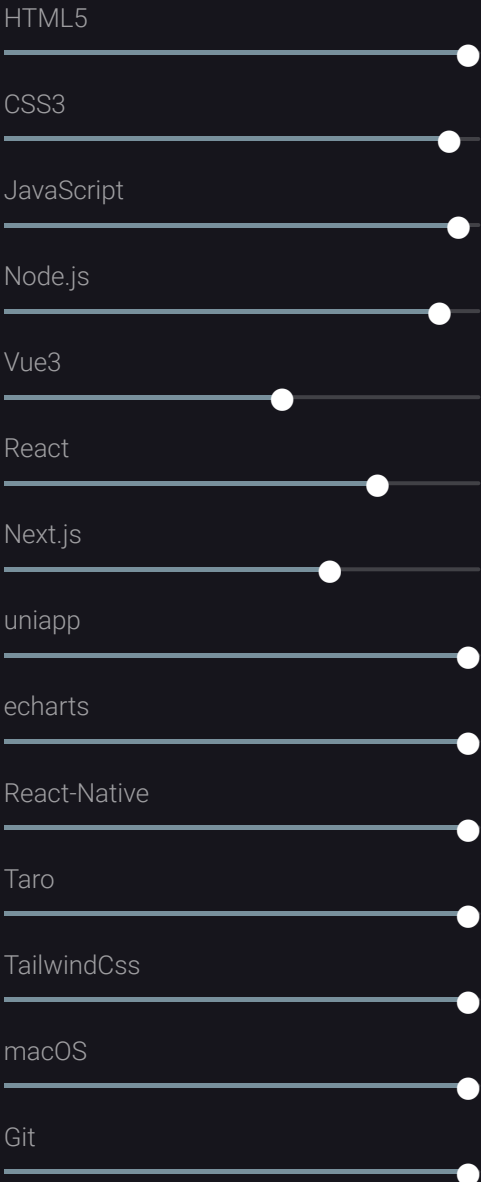 HTML5
CSS3
JavaScript
Node.js
Vue3
React
Next.js
uniapp
echarts
React-Native
Taro
TailwindCss
macOS
Git